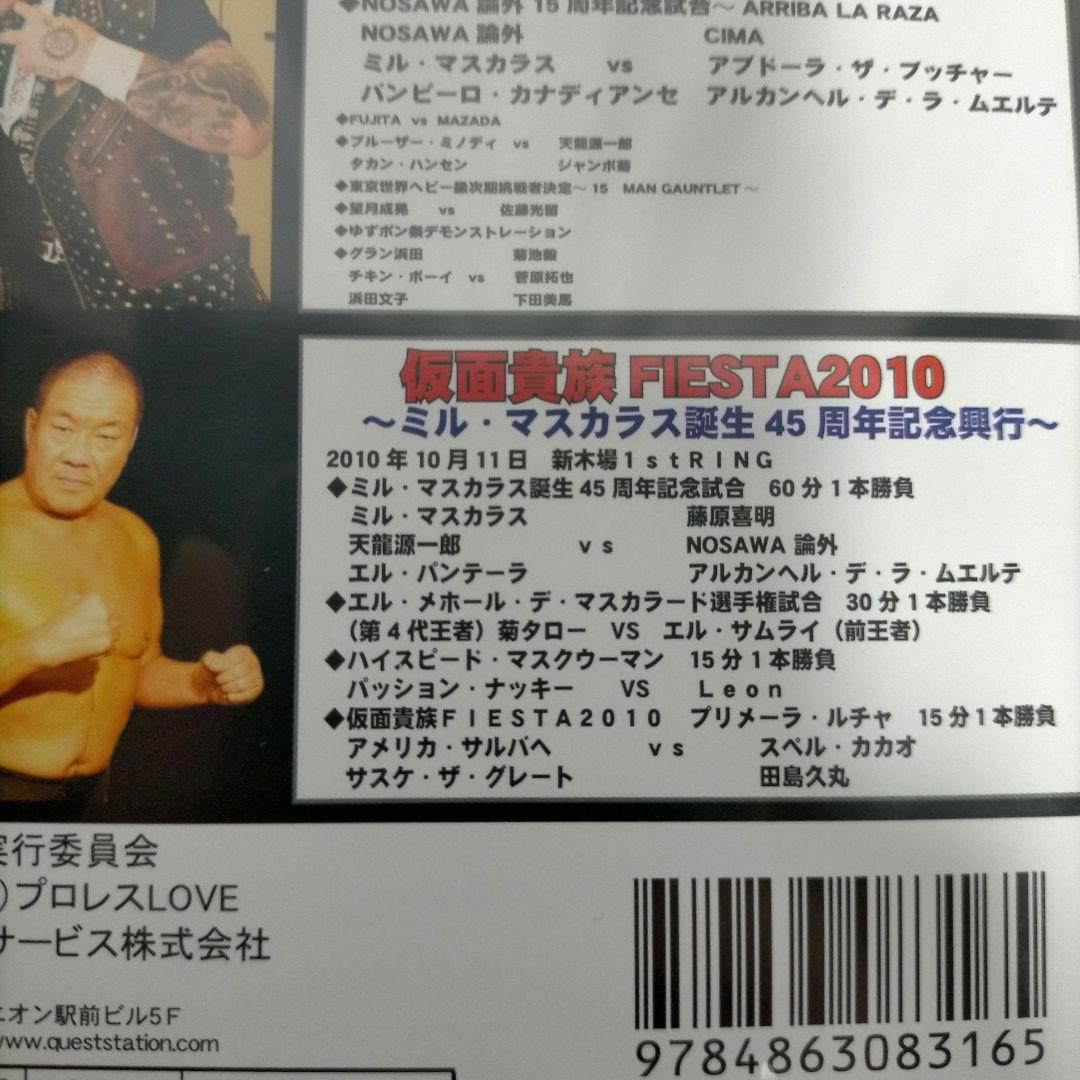 ◆NOSAWA 論外 15 周年記念試合～ ARRIBA LA RAZA
NOSAWA 論外 CIMA
ミル・マスカラス vs アブドーラ・ザ・ブッチャー
バンピーロ・カナディアンセ アルカンヘル・デ・ラ・ムエルテ
◆FUJITA vs MAZADA
◆ブルーザー・ミノディ vs 天龍源一郎
タカン・ハンセン ジャンボ菊
◆東京世界ヘビー級次期挑戦者決定～ 15 MAN GAUNTLET ～
◆望月成晃 vs 佐藤光留
◆ゆずポン祭デモンストレーション
◆グラン浜田 菊池毅
チキン・ボーイ vs 菅原拓也
浜田文子 下田美馬
仮面貴族 FIESTA2010
～ミル・マスカラス誕生 45 周年記念興行～
2010 年 10 月 11 日 新木場1stRING
◆ミル・マスカラス誕生 45 周年記念試合 60 分 1 本勝負
ミル・マスカラス 藤原喜明
天龍源一郎 vs NOSAWA 論外
エル・パンテーラ アルカンヘル・デ・ラ・ムエルテ
◆エル・メホール・デ・マスカラード選手権試合 30 分 1 本勝負
（第 4 代王者）菊タロー VS エル・サムライ（前王者）
◆ハイスピード・マスクウーマン 15 分 1 本勝負
パッション・ナッキー VS Leon
◆仮面貴族FIESTA2010 プリメーラ・ルチャ 15 分 1 本勝負
アメリカ・サルバヘ vs スペル・カカオ
サスケ・ザ・グレート 田島久丸
実行委員会
)プロレスLOVE
サービス株式会社
ニオン駅前ビル5F
www.queststation.com
9784863083165